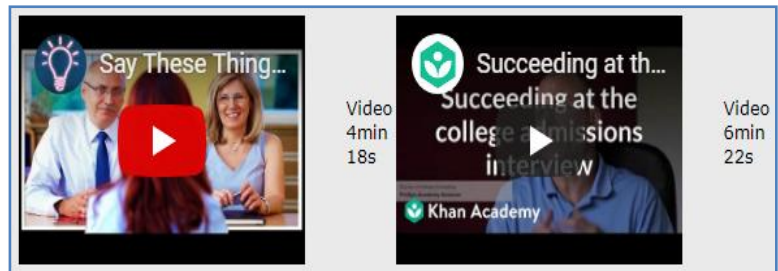 Say These Thing...
Video
4min
18s
Succeeding at th...
Succeeding at the
college admissions
interview
Khan Academy
Video
6min
22s